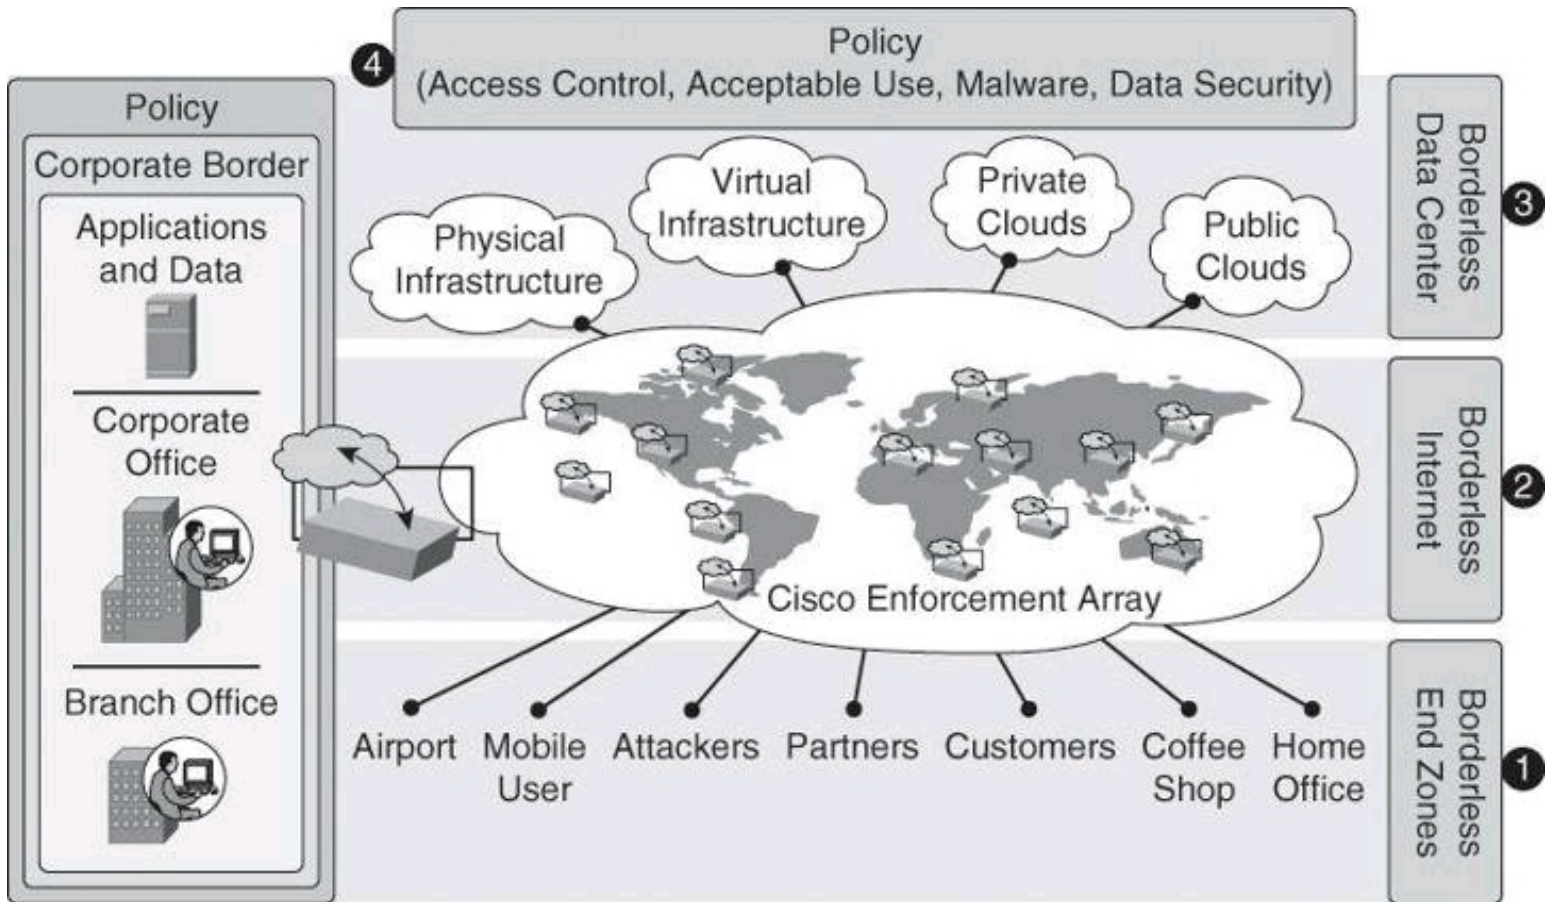 4
Policy
(Access Control, Acceptable Use, Malware, Data Security)
Policy
Corporate Border
Applications
and Data
Corporate
Office
Branch Office
Physical
Infrastructure
Virtual
Infrastructure
Private
Clouds
Public
Clouds
Borderless
Data Center
3
Cisco Enforcement Array
Borderless
Internet
2
Airport
Mobile
User
Attackers
Partners
Customers
Coffee
Shop
Home
Office
Borderless
End Zones
1